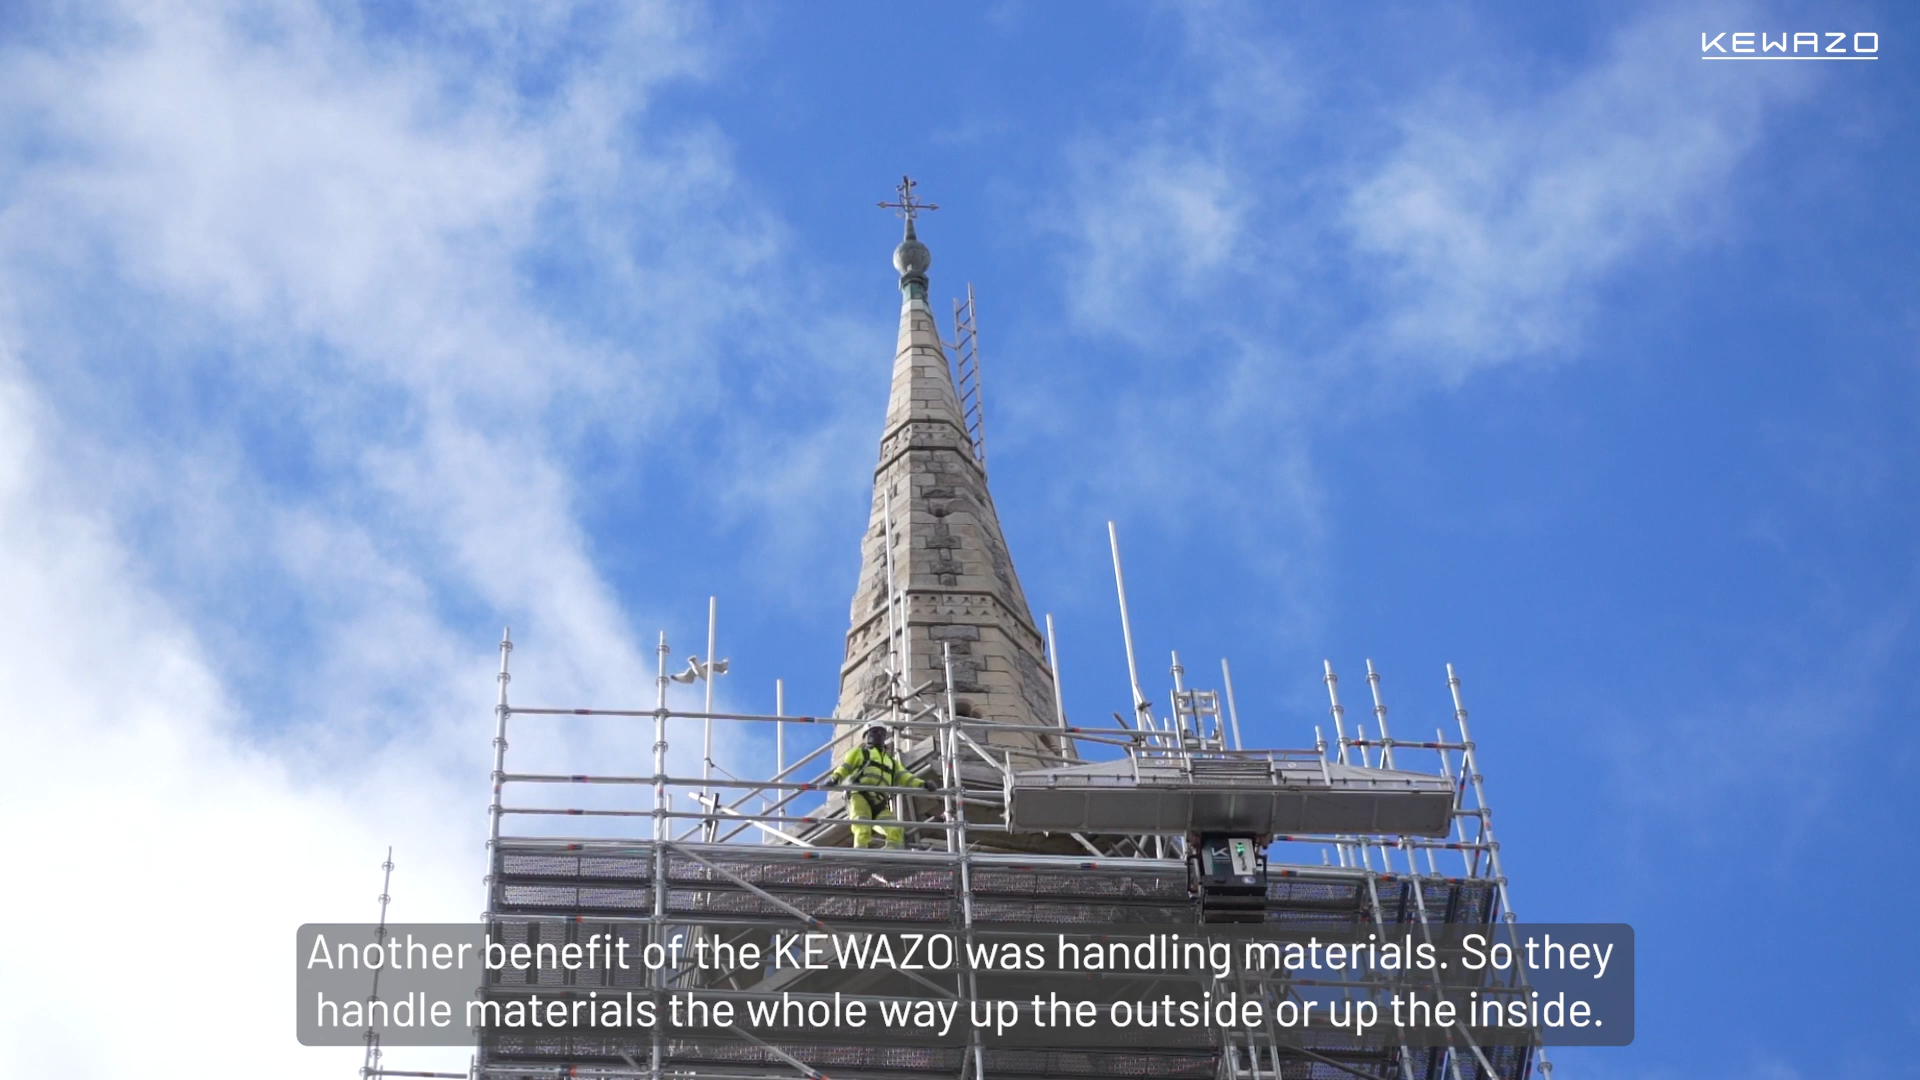 KEWAZO
Another benefit of the KEWAZO was handling materials. So they
handle materials the whole way up the outside or up the inside.